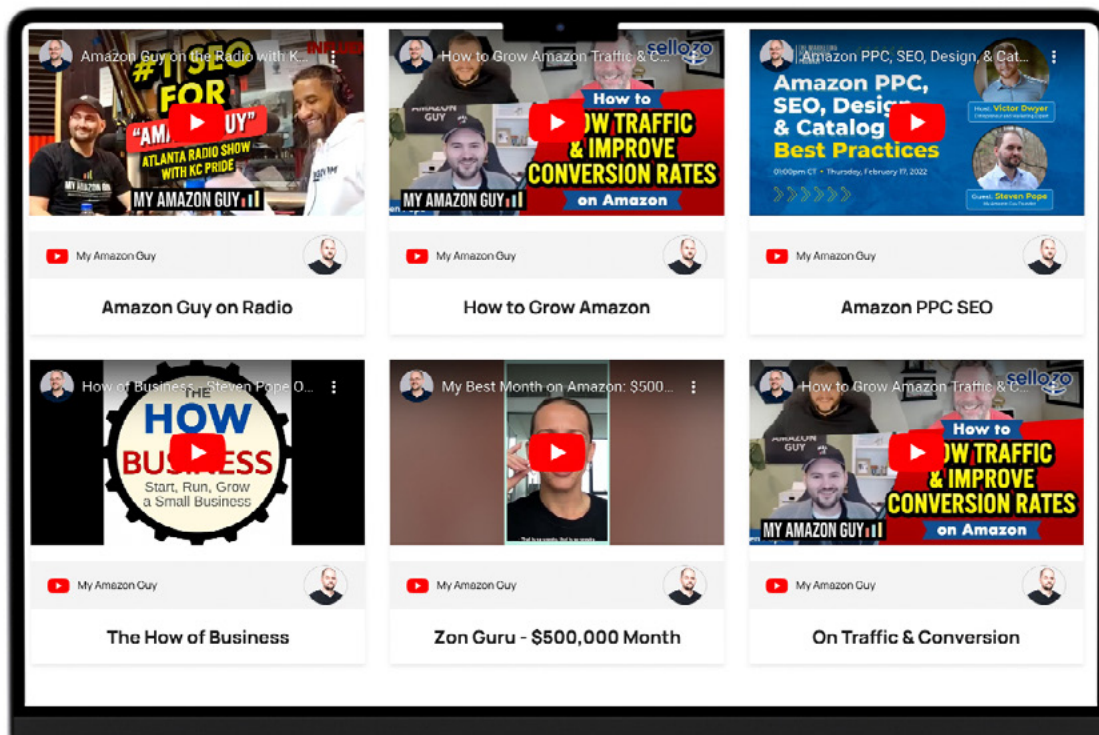 Amazon Guy on the Radio with K...
#1 SEO
FOR
ATLANTA RADIO SHOW
WITH KC PRIDE
MY AMAZON GUY
My Amazon Guy
Amazon Guy on Radio
How to Grow Amazon Traffic & C...
sellozo
AMAZON
GUY
How to
TRAFFIC
& IMPROVE
CONVERSION RATES
on Amazon
MY AMAZON GUY
My Amazon Guy
How to Grow Amazon
Amazon PPC, SEO, Design, & Cat...
Amazon PPC,
SEO, Design,
& Catalog
Best Practices
01:00pm CT • Thursday, February 17, 2022
Host: Victor Dwyer
Guest: Steven Pope
My Amazon Guy
Amazon PPC SEO
How of Business - Steven Pope O...
THE
HOW
BUSINESS
Start, Run, Grow
a Small Business
My Amazon Guy
The How of Business
My Best Month on Amazon: $500...
My Amazon Guy
Zon Guru - $500,000 Month
How to Grow Amazon Traffic & C...
sellozo
AMAZON
GUY
How to
TRAFFIC
& IMPROVE
CONVERSION RATES
on Amazon
MY AMAZON GUY
My Amazon Guy
On Traffic & Conversion